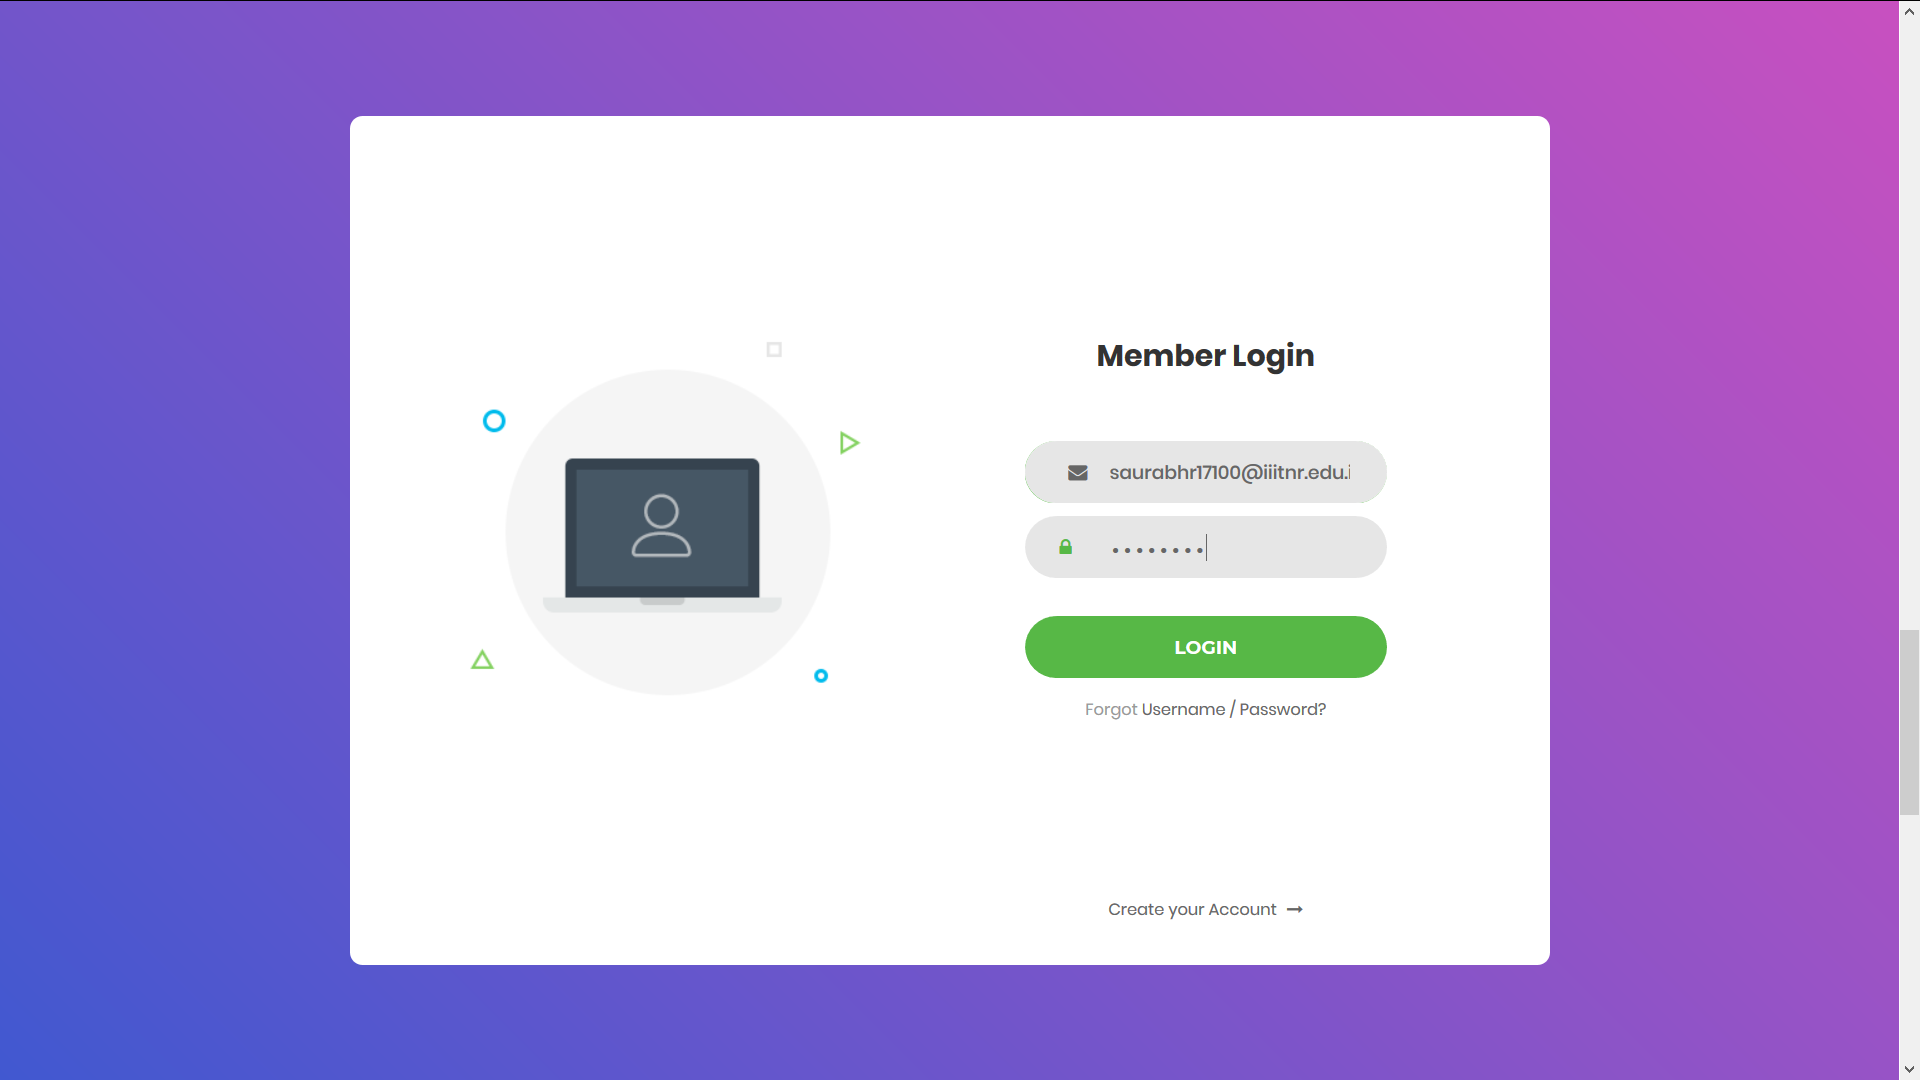 Member Login
saurabhr17100@iiitnr.edu.i
••••••••
LOGIN
Forgot Username / Password?
Create your Account →